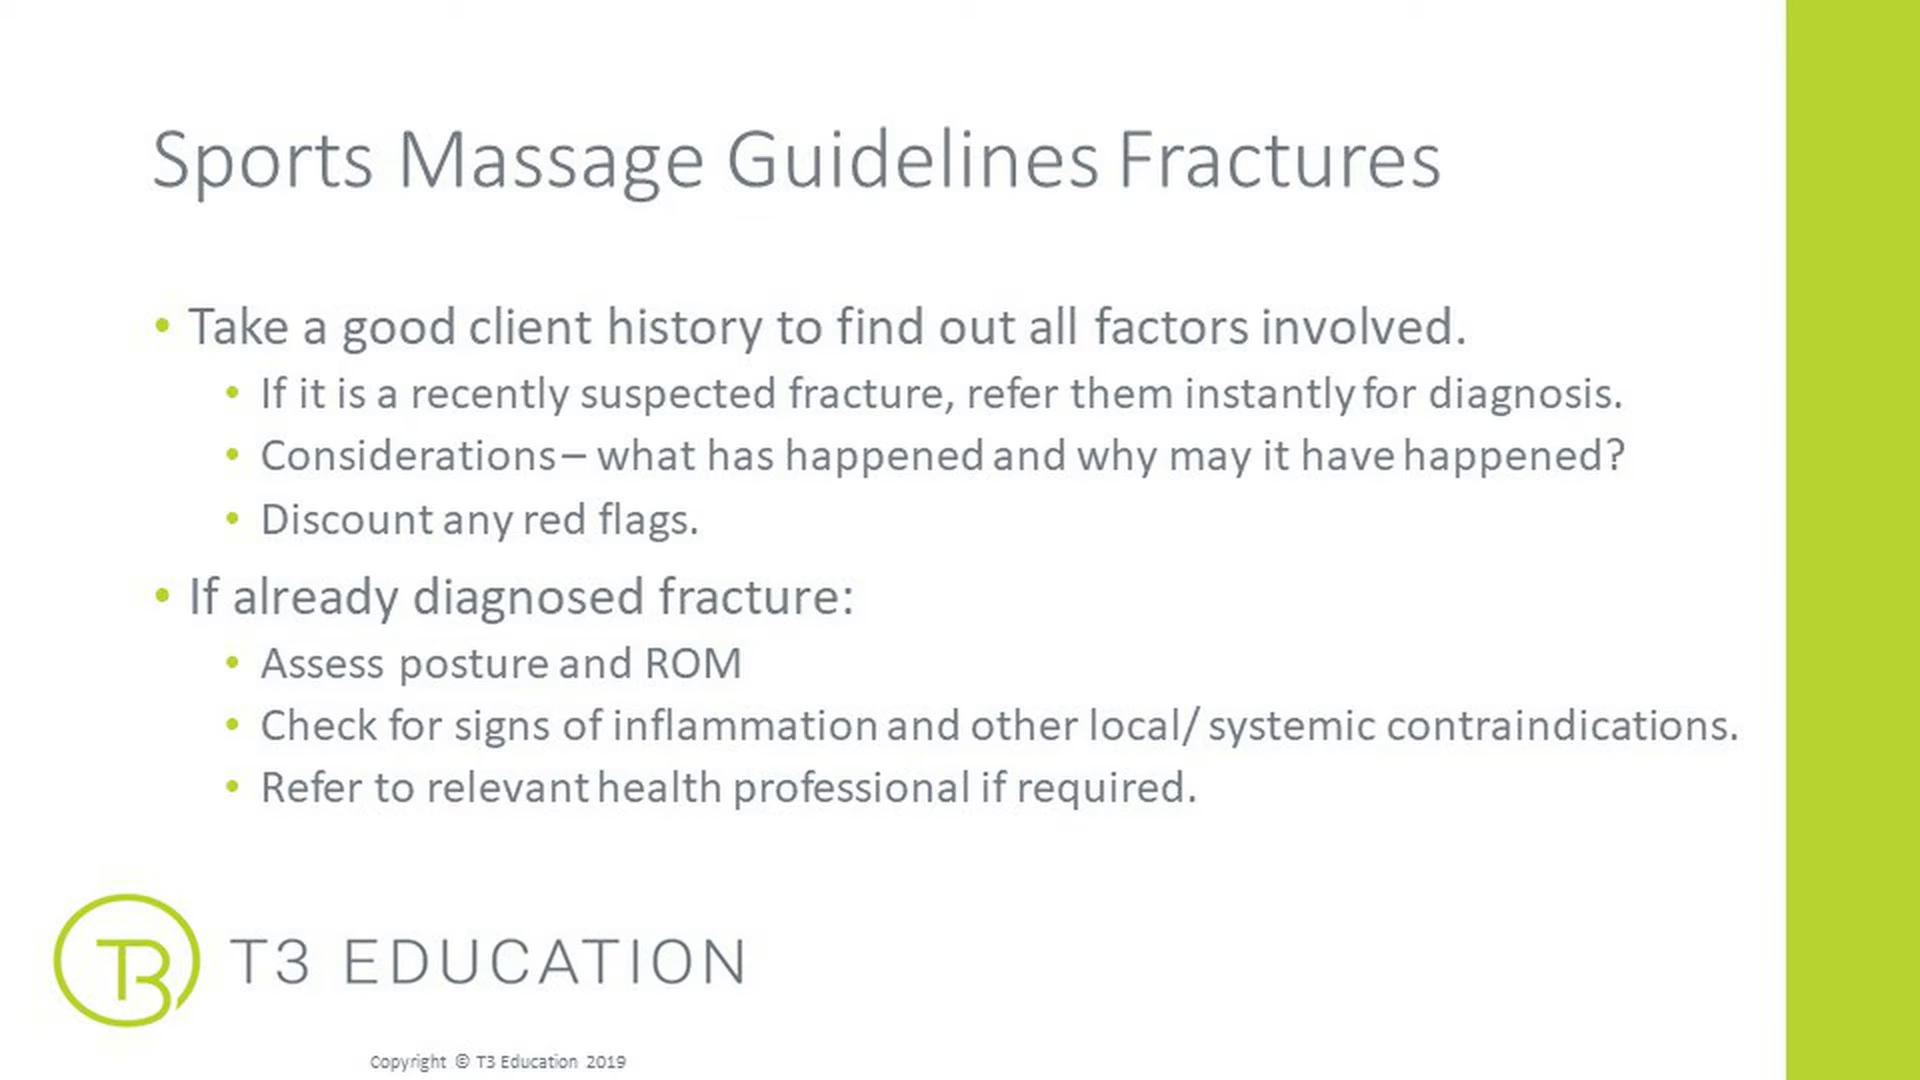 Sports Massage Guidelines Fractures
• Take a good client history to find out all factors involved.
• If it is a recently suspected fracture, refer them instantly for diagnosis.
• Considerations – what has happened and why may it have happened?
• Discount any red flags.
• If already diagnosed fracture:
• Assess posture and ROM
• Check for signs of inflammation and other local/ systemic contraindications.
• Refer to relevant health professional if required.
T3 T3 EDUCATION
Copyright © T3 Education 2019